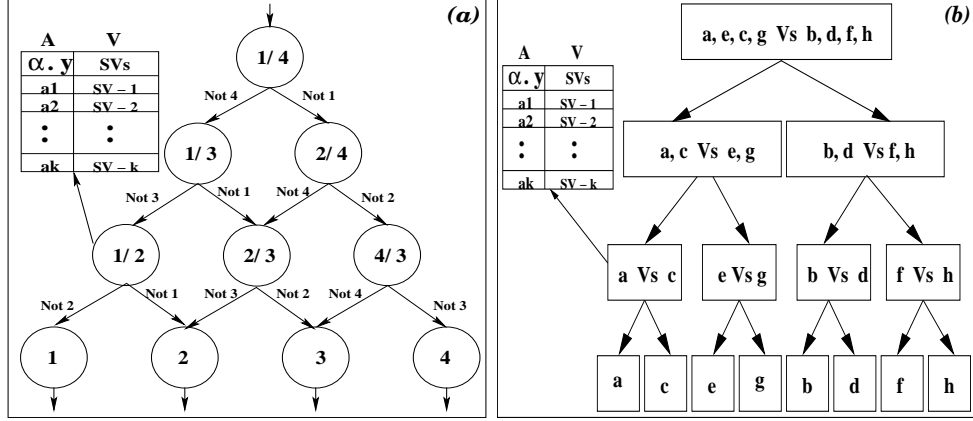 (a)
1/ 4
A V
α. y SVs
a1 SV – 1
a2 SV – 2
: :
ak SV – k
Not 4 Not 1
1/ 3 2/ 4
Not 3 Not 1 Not 4 Not 2
1/ 2 2/ 3 4/ 3
Not 2 Not 1 Not 3 Not 2 Not 4 Not 3
1 2 3 4
(b)
a, e, c, g Vs b, d, f, h
A V
α. y SVs
a1 SV – 1
a2 SV – 2
: :
ak SV – k
a, c Vs e, g b, d Vs f, h
a Vs c e Vs g b Vs d f Vs h
a c e g b d f h